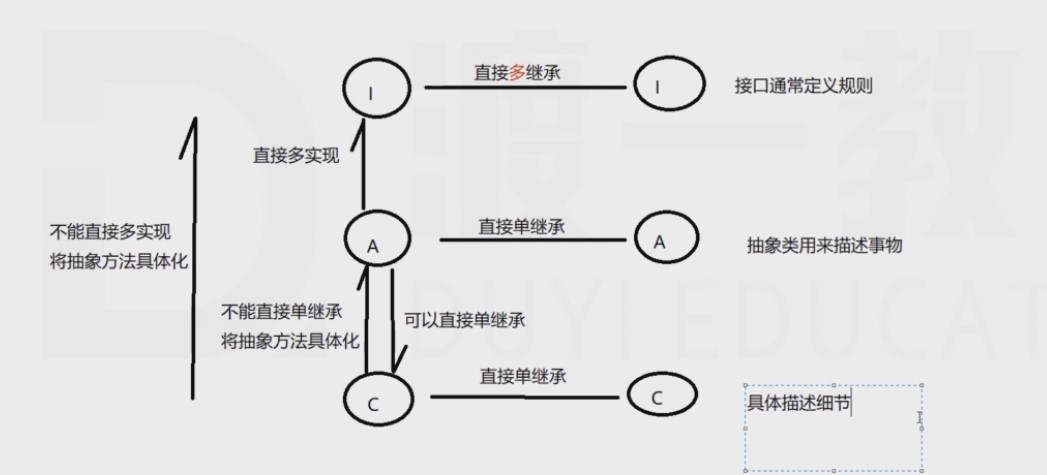 直接多继承
I
I
接口通常定义规则
直接多实现
直接单继承
A
A
抽象类用来描述事物
不能直接多实现
将抽象方法具体化
不能直接单继承
将抽象方法具体化
可以直接单继承
直接单继承
C
C
具体描述细节
渡一教
DUYI EDUCAT